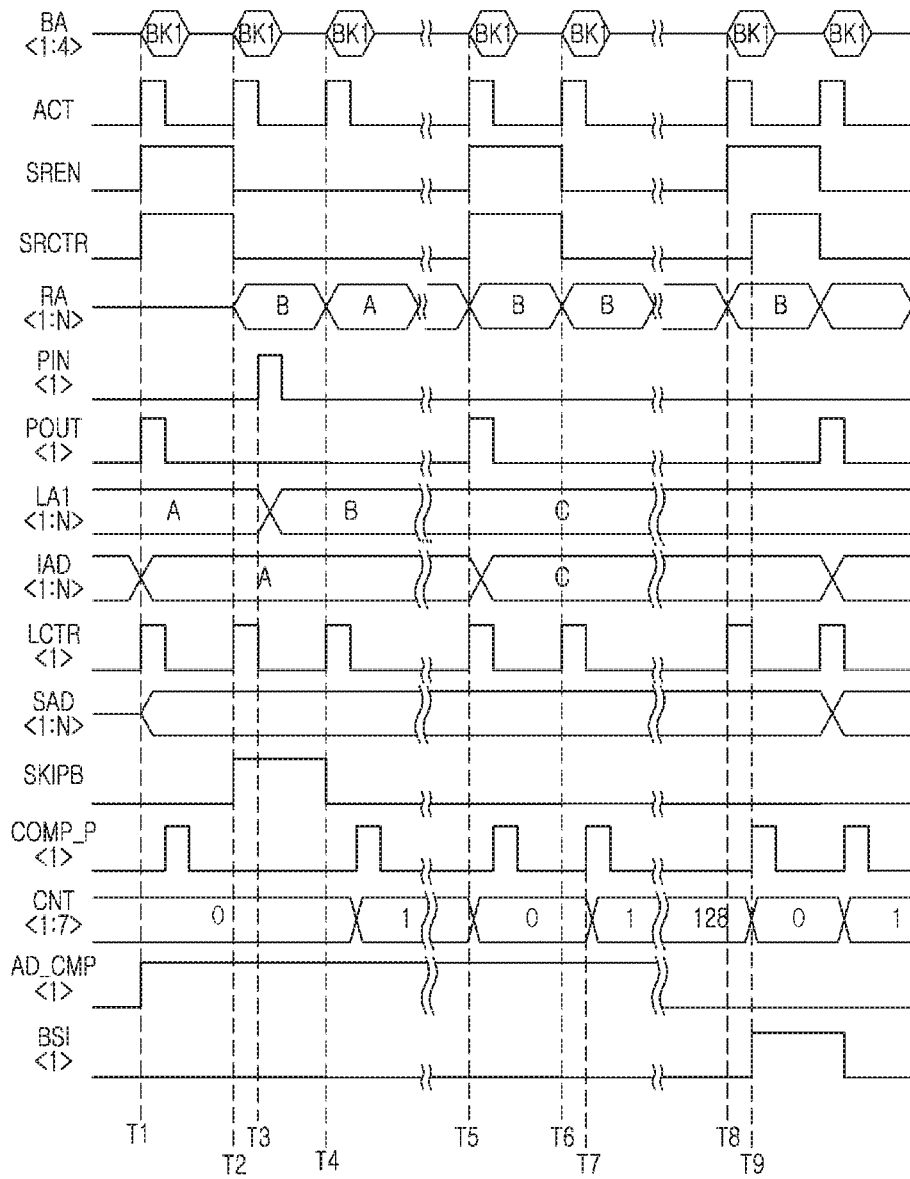 BA
<1:4>
BK1 BK1 BK1 BK1 BK1 BK1 BK1
ACT
SREN
SRCTR
RA
<1:N>
B A B B B
PIN
<1>
POUT
<1>
LA1
<1:N>
A B C
IAD
<1:N>
A C
LCTR
<1>
SAD
<1:N>
SKIPB
COMP_P
<1>
CNT
<1:7>
0 1 0 1 128 0 1
AD_CMP
<1>
BSI
<1>
T1 T3 T5 T6 T8
T2 T4 T7 T9